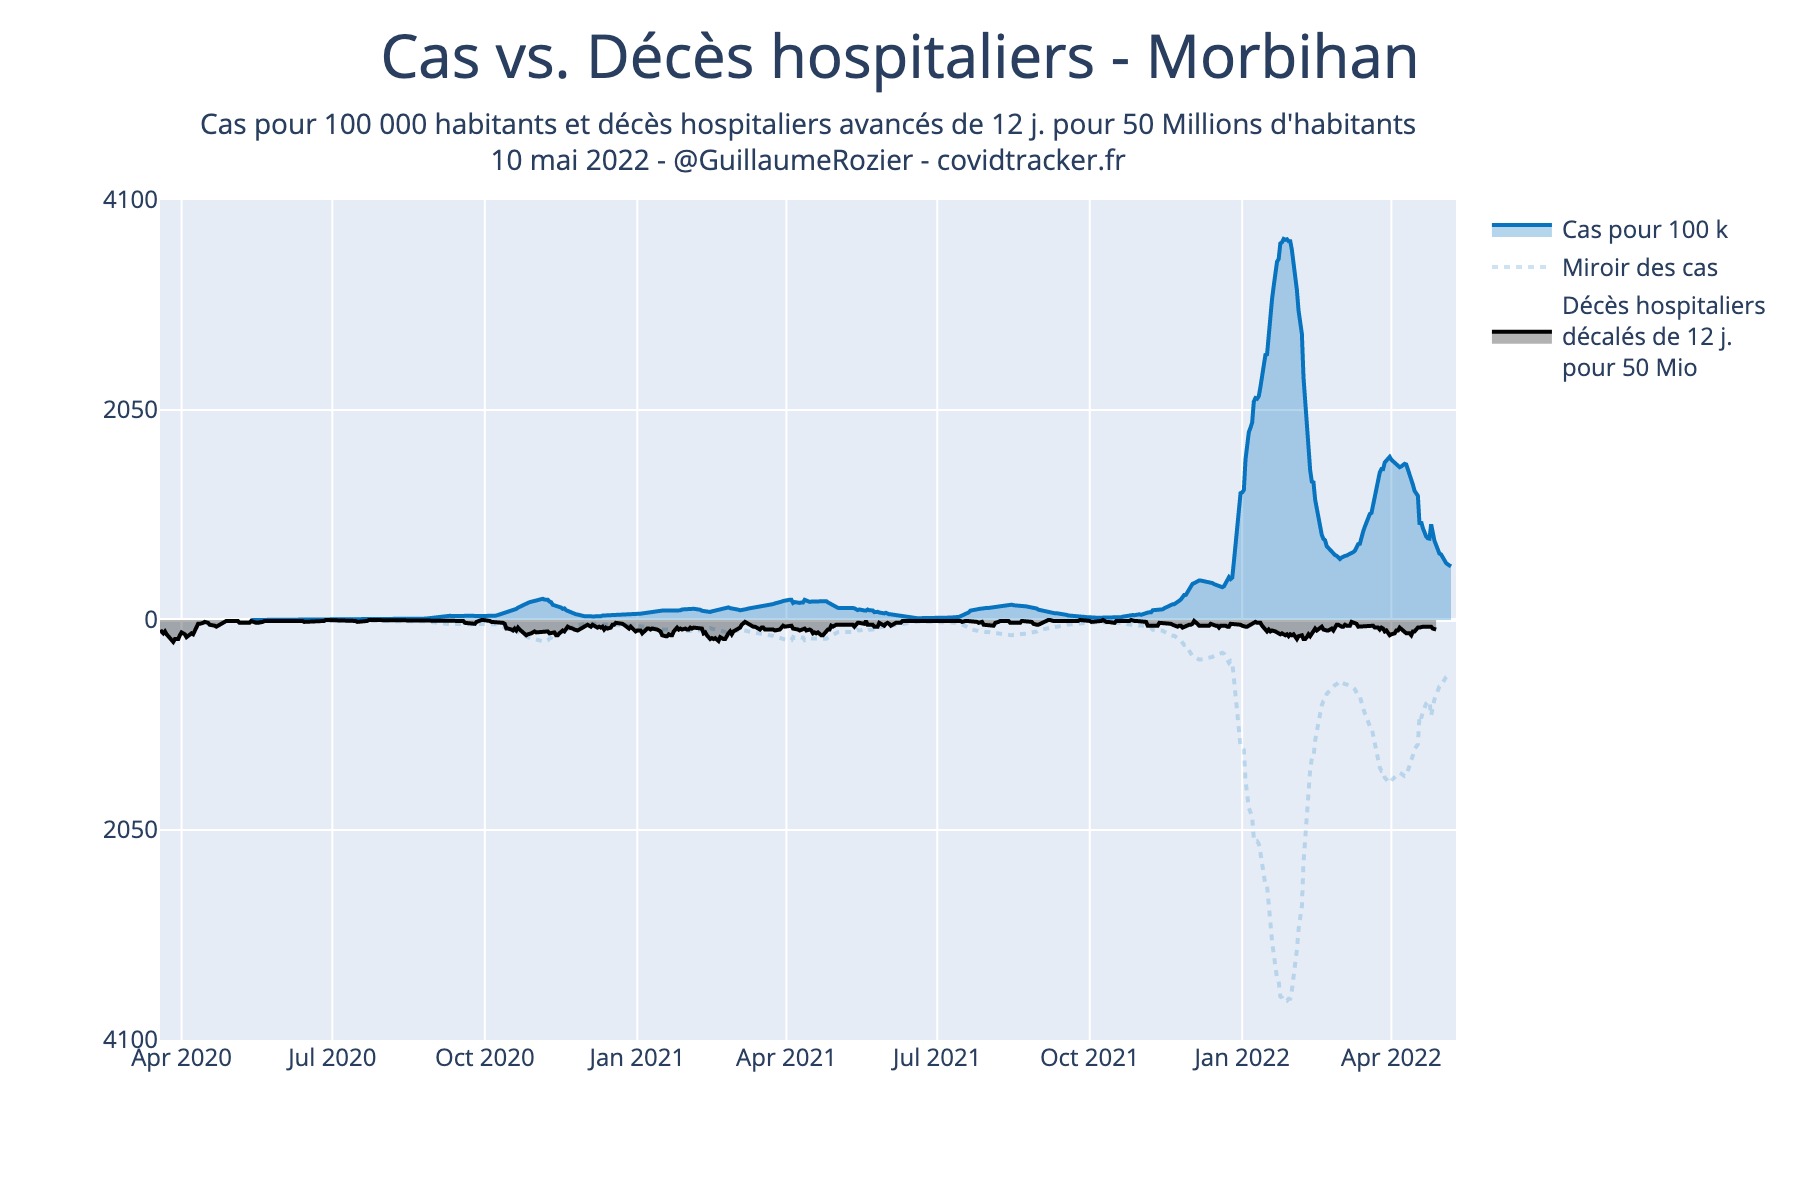 Cas vs. Décès hospitaliers - Morbihan
Cas pour 100 000 habitants et décès hospitaliers avancés de 12 j. pour 50 Millions d'habitants
10 mai 2022 - @GuillaumeRozier - covidtracker.fr
4100
2050
0
2050
4100
Apr 2020
Jul 2020
Oct 2020
Jan 2021
Apr 2021
Jul 2021
Oct 2021
Jan 2022
Apr 2022
Cas pour 100 k
Miroir des cas
Décès hospitaliers
décalés de 12 j.
pour 50 Mio